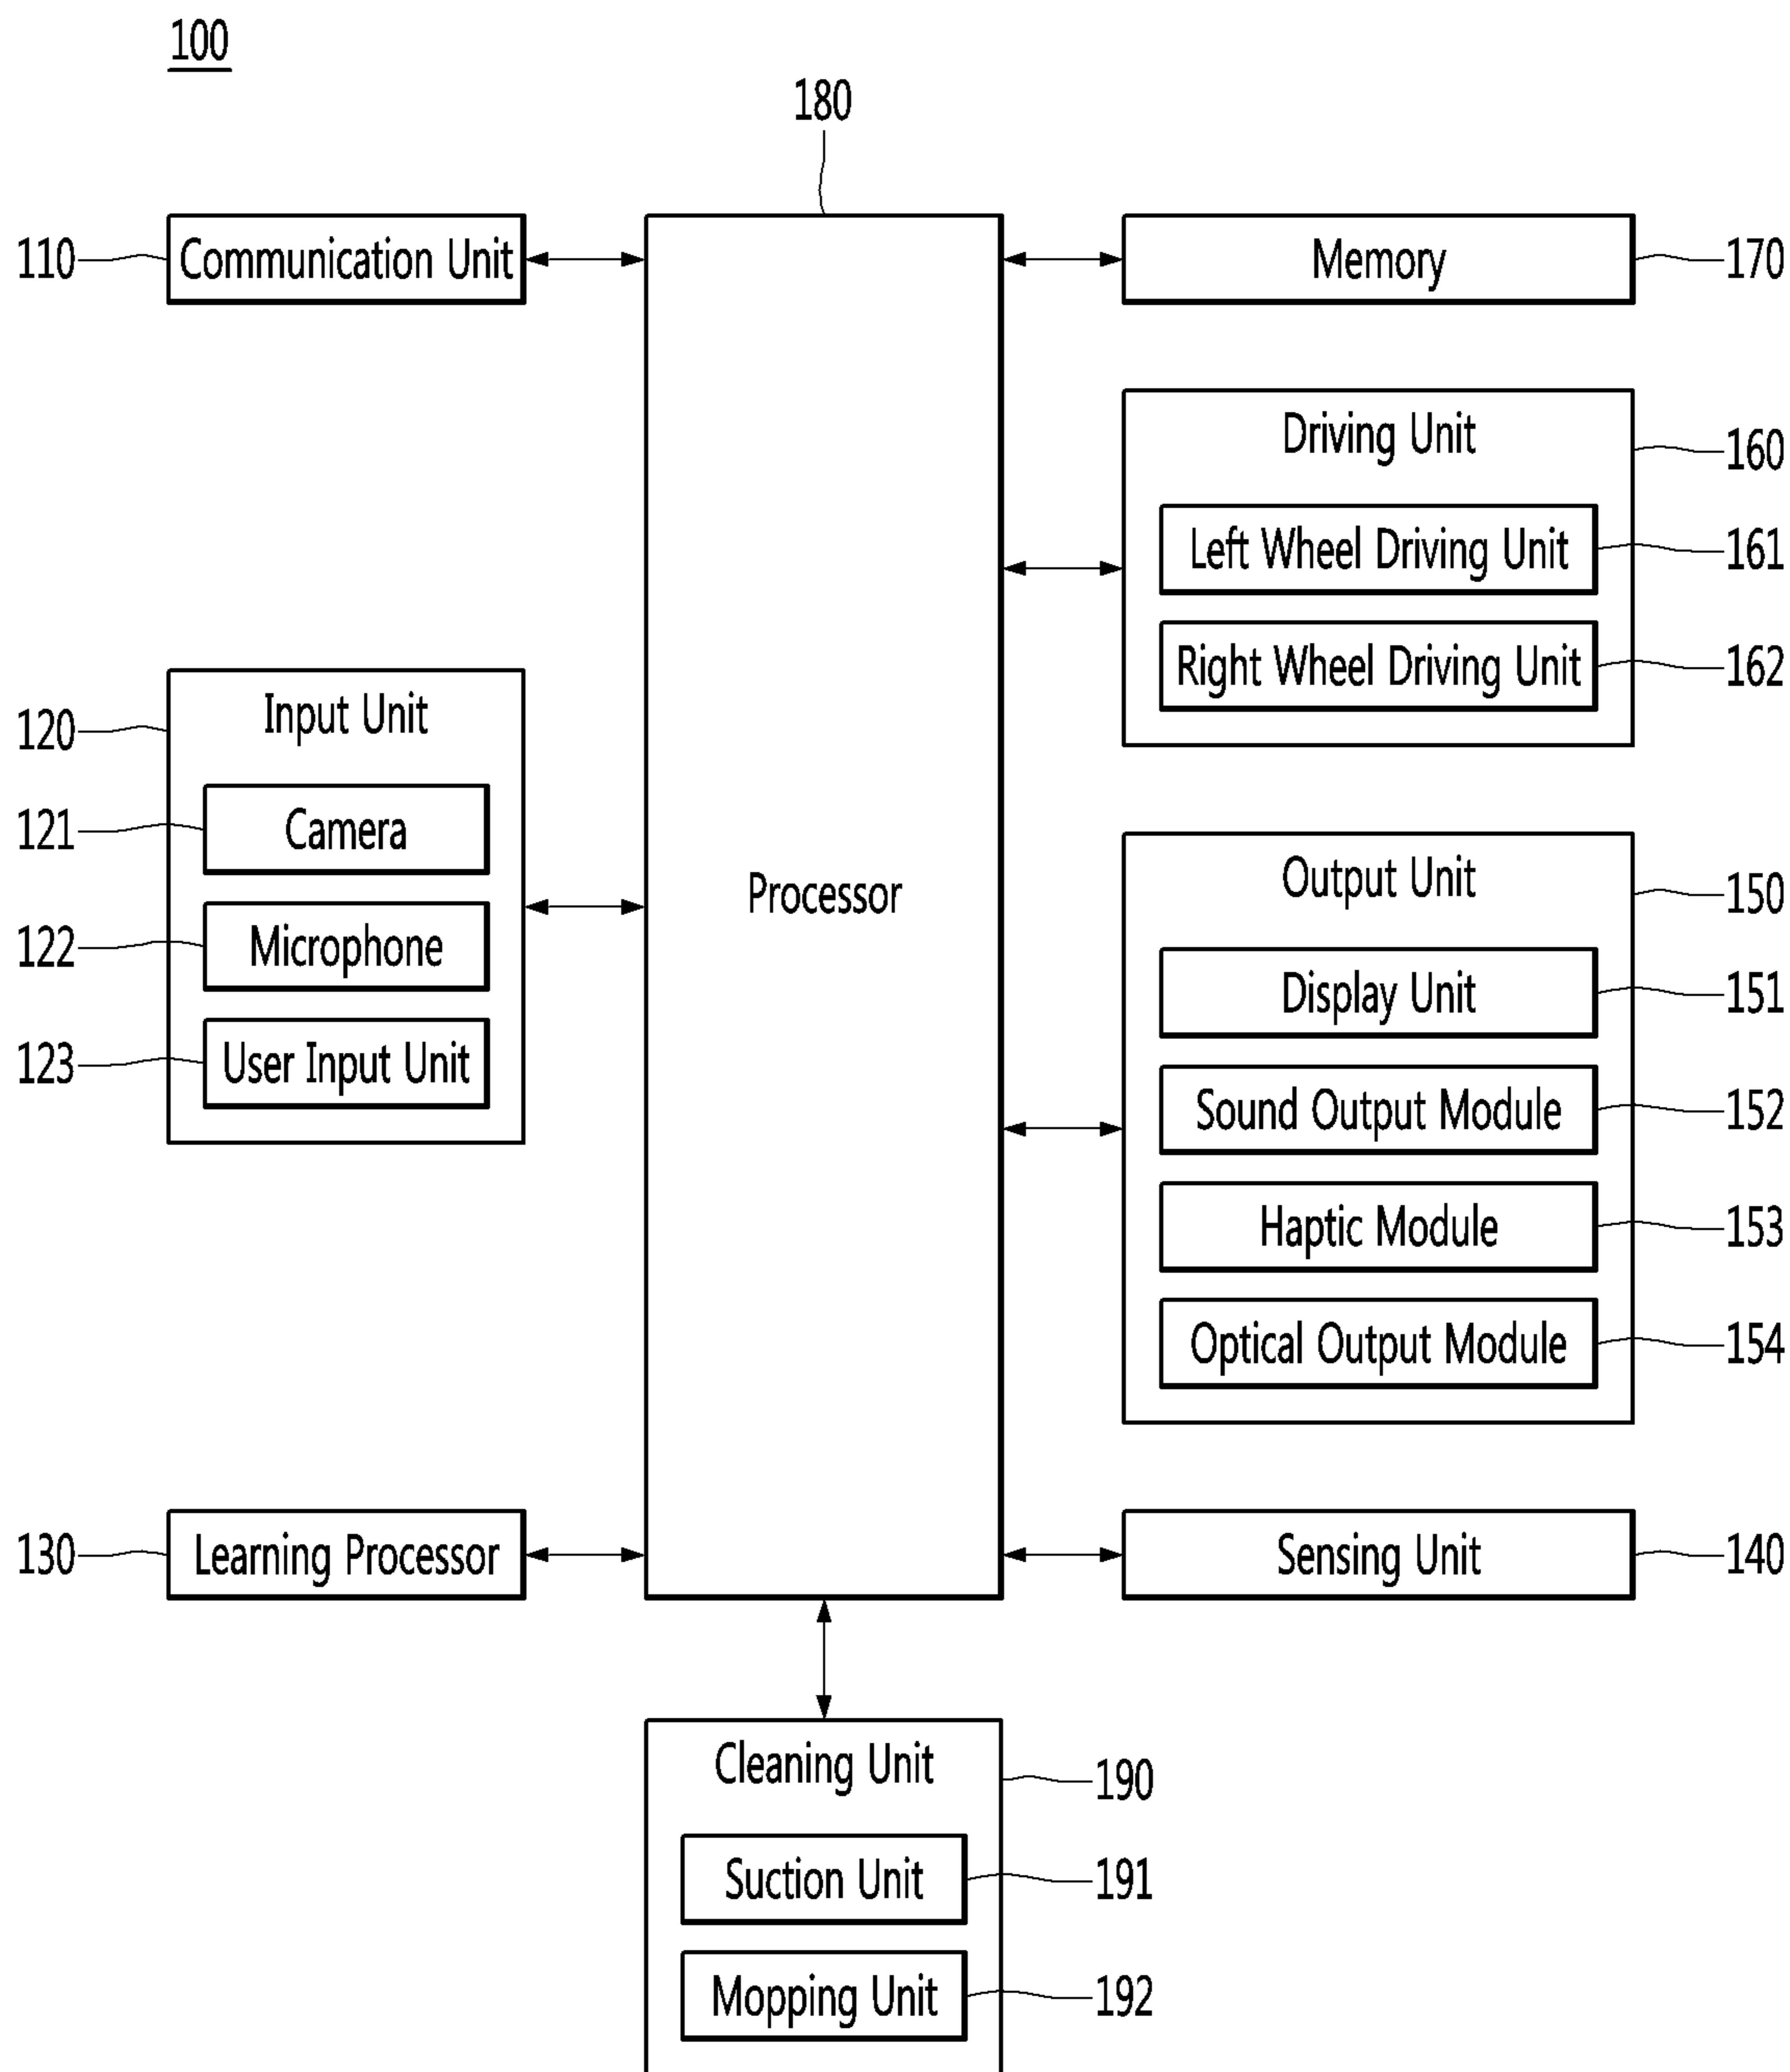 100
180
110
Communication Unit
Memory
170
Driving Unit
160
Left Wheel Driving Unit
161
Right Wheel Driving Unit
162
120
Input Unit
121
Camera
122
Microphone
123
User Input Unit
Processor
Output Unit
150
Display Unit
151
Sound Output Module
152
Haptic Module
153
Optical Output Module
154
130
Learning Processor
Sensing Unit
140
Cleaning Unit
190
Suction Unit
191
Mopping Unit
192